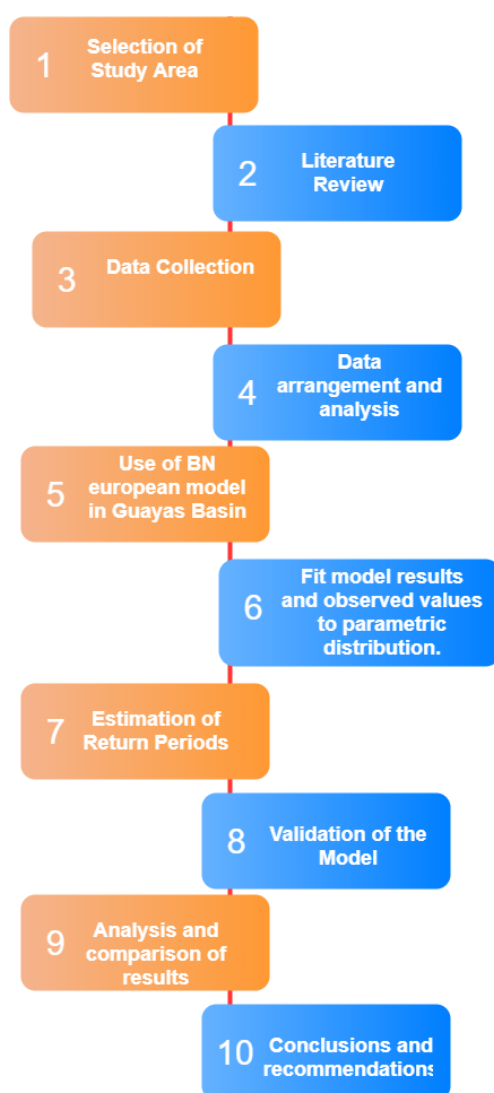 1
Selection of
Study Area
2
Literature
Review
3
Data Collection
4
Data
arrangement and
analysis
5
Use of BN
european model
in Guayas Basin
6
Fit model results
and observed values
to parametric
distribution.
7
Estimation of
Return Periods
8
Validation of the
Model
9
Analysis and
comparison of
results
10
Conclusions and
recommendations